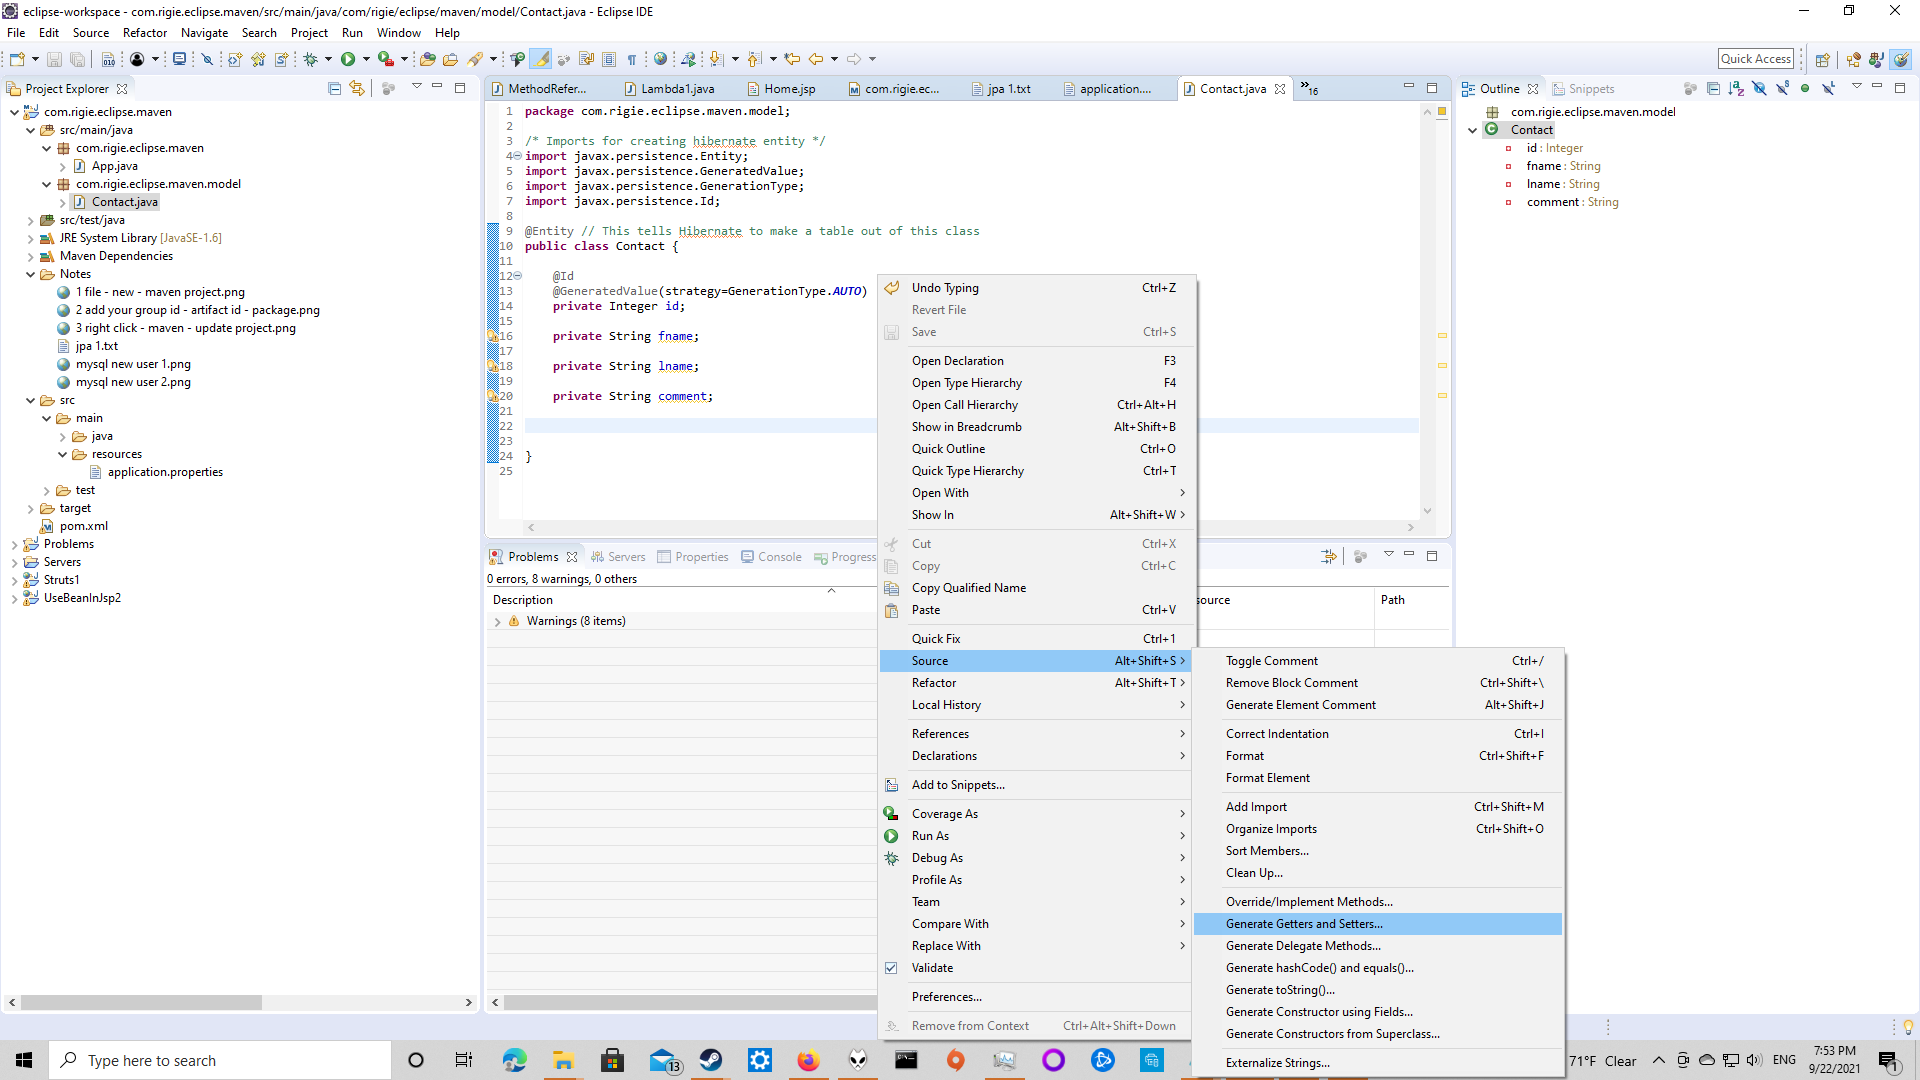 eclipse-workspace - com.rigie.eclipse.maven/src/main/java/com/rigie/eclipse/maven/model/Contact.java - Eclipse IDE
File Edit Source Refactor Navigate Search Project Run Window Help
Quick Access
Project Explorer
com.rigie.eclipse.maven
src/main/java
com.rigie.eclipse.maven
App.java
com.rigie.eclipse.maven.model
Contact.java
src/test/java
JRE System Library [JavaSE-1.6]
Maven Dependencies
Notes
1 file - new - maven project.png
2 add your group id - artifact id - package.png
3 right click - maven - update project.png
jpa 1.txt
mysql new user 1.png
mysql new user 2.png
src
main
java
resources
application.properties
test
target
pom.xml
Problems
Servers
Struts1
UseBeanInJsp2
MethodRefer... Lambda1.java Home.jsp com.rigie.ec... jpa 1.txt application.... Contact.java »16
1 package com.rigie.eclipse.maven.model;
2
3 /* Imports for creating hibernate entity */
4 import javax.persistence.Entity;
5 import javax.persistence.GeneratedValue;
6 import javax.persistence.GenerationType;
7 import javax.persistence.Id;
8
9 @Entity // This tells Hibernate to make a table out of this class
10 public class Contact {
11
12 @Id
13 @GeneratedValue(strategy=GenerationType.AUTO)
14 private Integer id;
15
16 private String fname;
17
18 private String lname;
19
20 private String comment;
21
22
23
24 }
25
Problems Servers Properties Console Progress
0 errors, 8 warnings, 0 others
Description source Path
Warnings (8 items)
Outline Snippets
com.rigie.eclipse.maven.model
Contact
id : Integer
fname : String
lname : String
comment : String
Undo Typing Ctrl+Z
Revert File
Save Ctrl+S
Open Declaration F3
Open Type Hierarchy F4
Open Call Hierarchy Ctrl+Alt+H
Show in Breadcrumb Alt+Shift+B
Quick Outline Ctrl+O
Quick Type Hierarchy Ctrl+T
Open With
Show In Alt+Shift+W
Cut Ctrl+X
Copy Ctrl+C
Copy Qualified Name
Paste Ctrl+V
Quick Fix Ctrl+1
Source Alt+Shift+S
Refactor Alt+Shift+T
Local History
References
Declarations
Add to Snippets...
Coverage As
Run As
Debug As
Profile As
Team
Compare With
Replace With
Validate
Preferences...
Remove from Context Ctrl+Alt+Shift+Down
Toggle Comment Ctrl+/
Remove Block Comment Ctrl+Shift+\
Generate Element Comment Alt+Shift+J
Correct Indentation Ctrl+I
Format Ctrl+Shift+F
Format Element
Add Import Ctrl+Shift+M
Organize Imports Ctrl+Shift+O
Sort Members...
Clean Up...
Override/Implement Methods...
Generate Getters and Setters...
Generate Delegate Methods...
Generate hashCode() and equals()...
Generate toString()...
Generate Constructor using Fields...
Generate Constructors from Superclass...
Externalize Strings...
Type here to search
13
71°F Clear
ENG
7:53 PM
9/22/2021
1